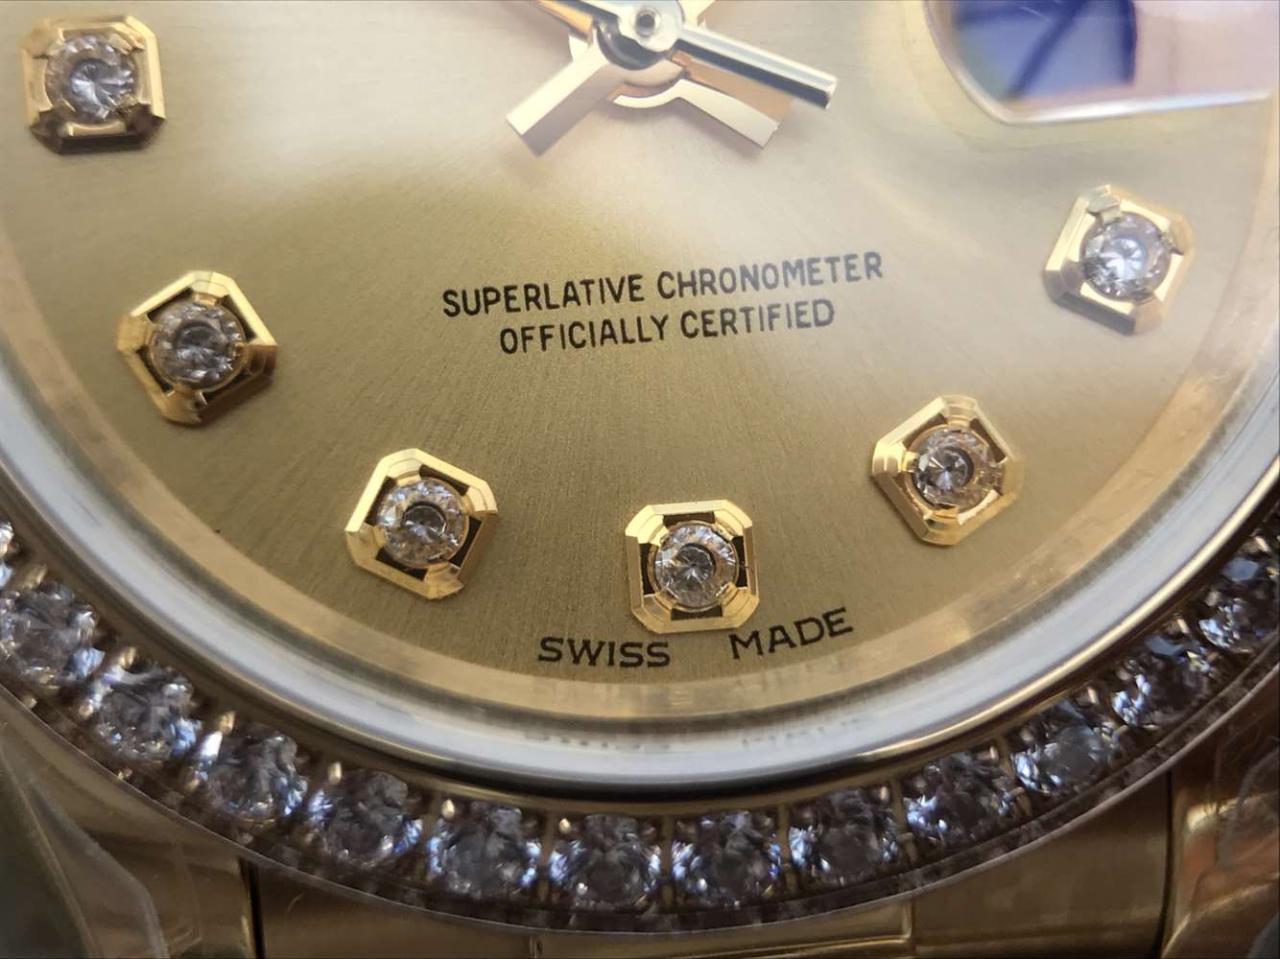 SUPERLATIVE CHRONOMETER
OFFICIALLY CERTIFIED
SWISS MADE